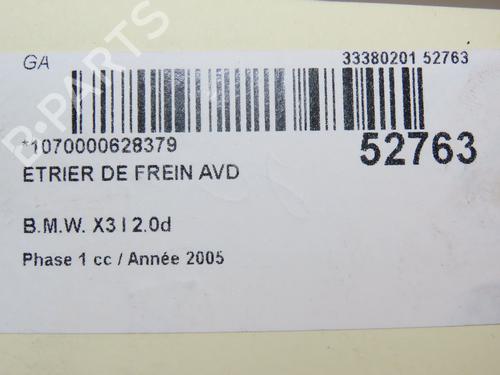 GA
33380201 52763
*1070000628379
52763
ETRIER DE FREIN AVD
B.M.W. X3 I 2.0d
Phase 1 cc / Année 2005
B-PARTS